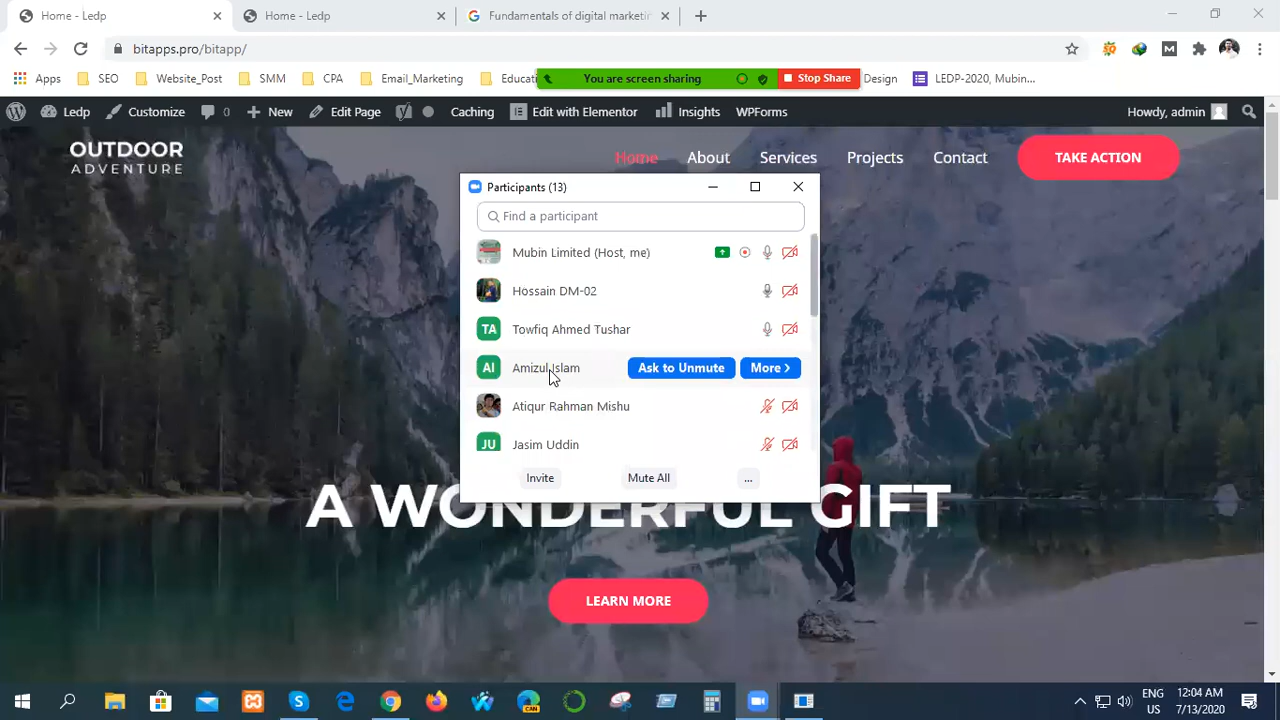 Home - Ledp
Home - Ledp
Fundamentals of digital marketin
bitapps.pro/bitapp/
Apps
SEO
Website_Post
SMM
CPA
Email_Marketing
Educati
You are screen sharing
Stop Share
Design
LEDP-2020, Mubin...
Ledp
Customize
0
New
Edit Page
Caching
Edit with Elementor
Insights
WPForms
Howdy, admin
OUTDOOR
ADVENTURE
Home
About
Services
Projects
Contact
TAKE ACTION
Participants (13)
Find a participant
Mubin Limited (Host, me)
Hossain DM-02
TA
Towfiq Ahmed Tushar
AI
Amizul Islam
Ask to Unmute
More >
Atiqur Rahman Mishu
JU
Jasim Uddin
Invite
Mute All
...
A WONDERFUL GIFT
LEARN MORE
CAN
ENG
US
12:04 AM
7/13/2020